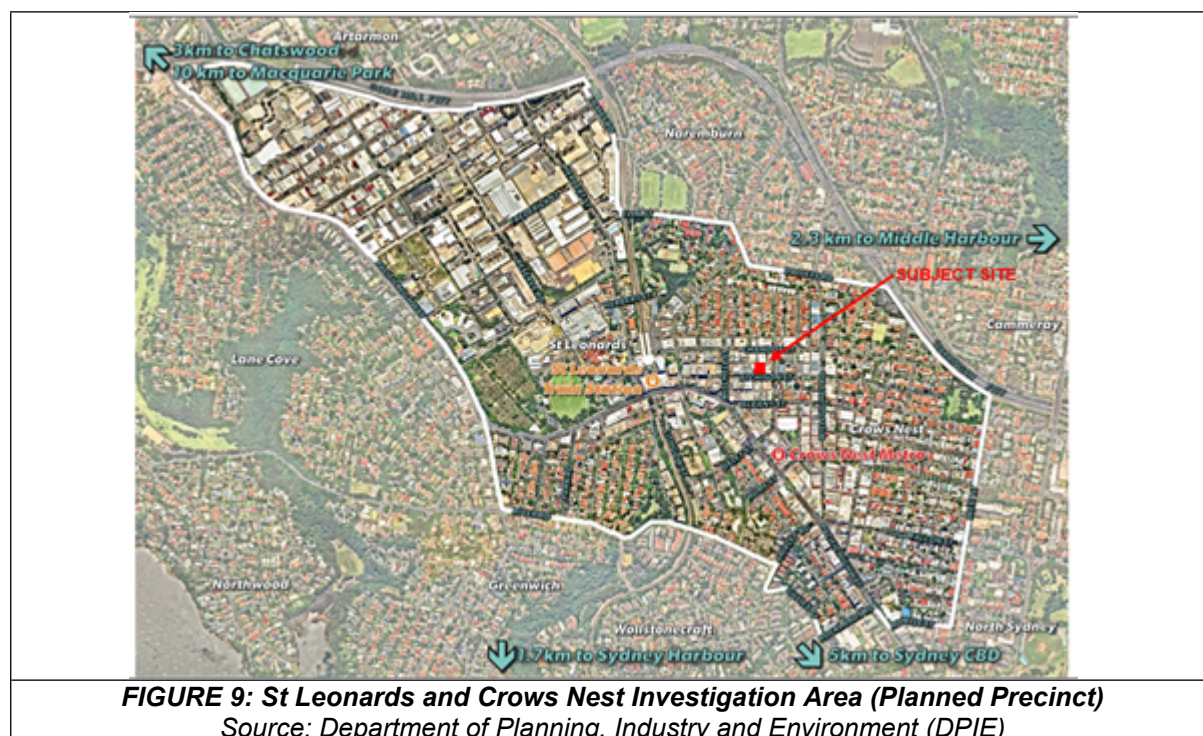 Artarmon
3km to Chatswood
10 km to Macquarie Park
GORE HILL FWY
Naremburn
2.3 km to Middle Harbour
SUBJECT SITE
Cammeray
Lane Cove
St Leonards
St Leonards
Train Station
Crows Nest
Crows Nest Metro
Northwood
Greenwich
Wollstonecraft
North Sydney
1.7km to Sydney Harbour
5km to Sydney CBD
FIGURE 9: St Leonards and Crows Nest Investigation Area (Planned Precinct)
Source: Department of Planning, Industry and Environment (DPIE)